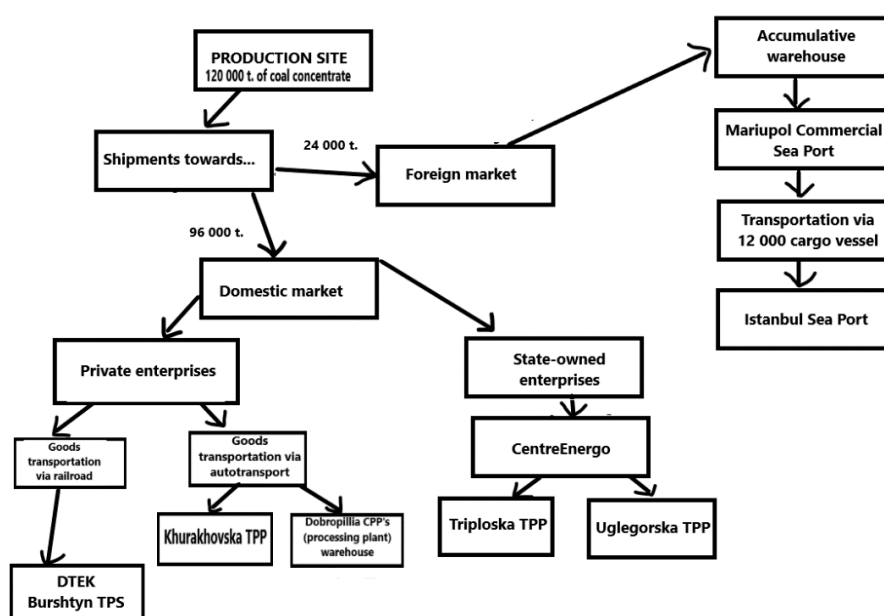 PRODUCTION SITE
120 000 t. of coal concentrate
Shipments towards...
24 000 t.
Foreign market
Accumulative
warehouse
Mariupol Commercial
Sea Port
Transportation via
12 000 cargo vessel
Istanbul Sea Port
96 000 t.
Domestic market
Private enterprises
State-owned
enterprises
Goods
transportation
via railroad
Goods
transportation via
autotransport
CentreEnergo
Khurakhovska TPP
Dobropillia CPP's
(processing plant)
warehouse
Triploska TPP
Uglegorska TPP
DTEK
Burshtyn TPS